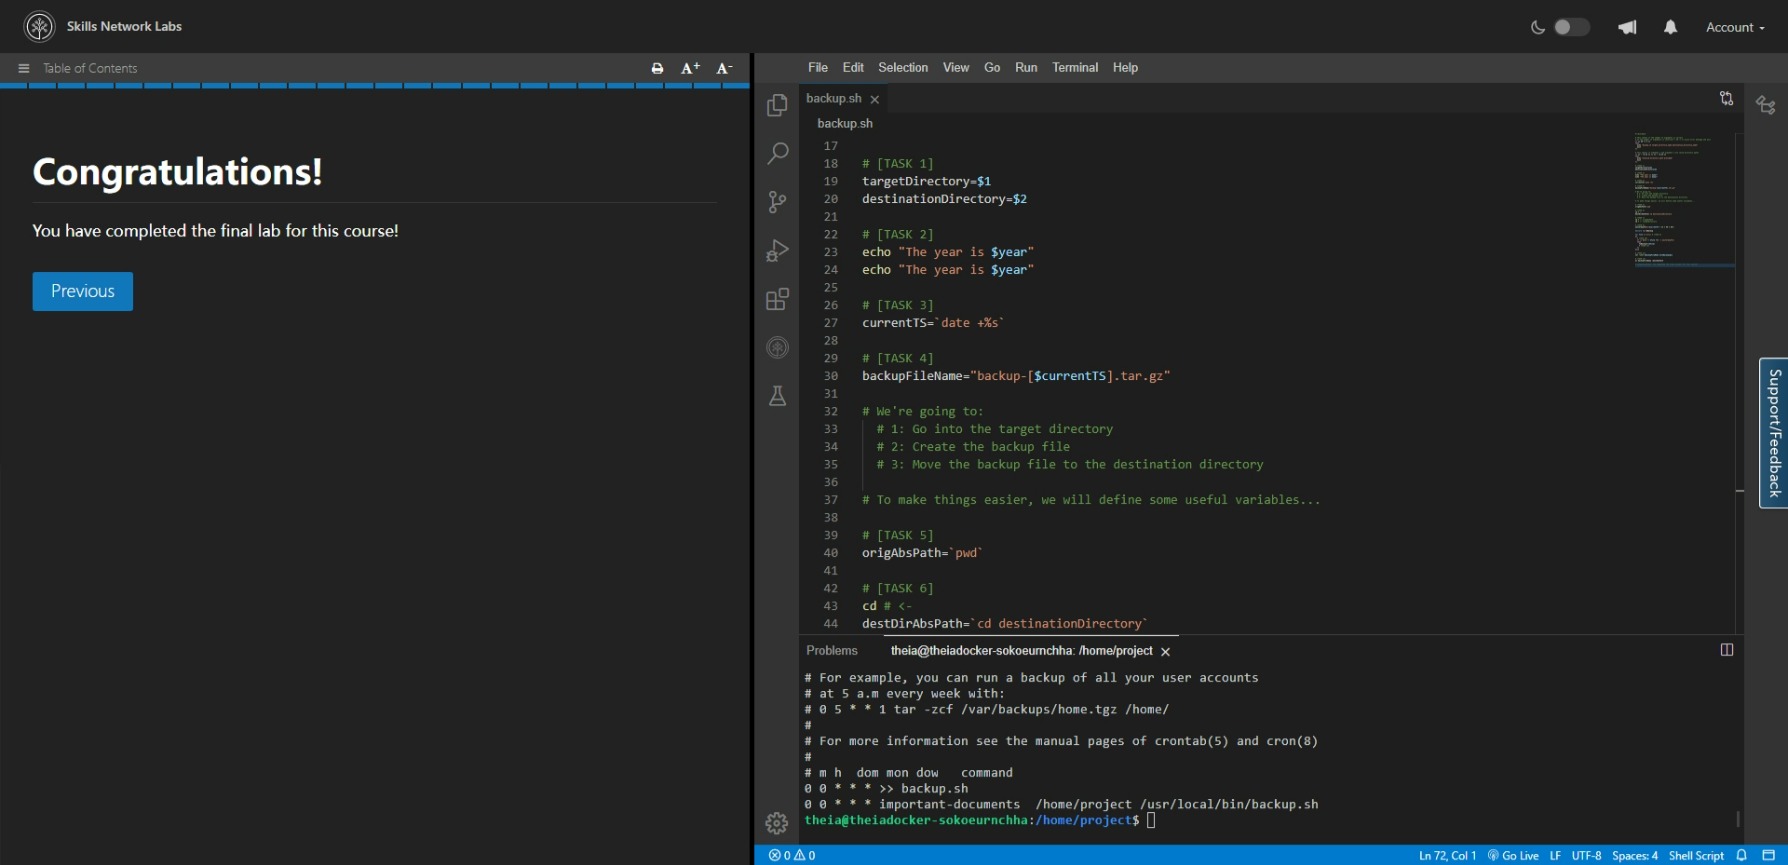 Skills Network Labs
Account
Table of Contents
A+ A-
Congratulations!
You have completed the final lab for this course!
Previous
File Edit Selection View Go Run Terminal Help
backup.sh
backup.sh
17
18 # [TASK 1]
19 targetDirectory=$1
20 destinationDirectory=$2
21
22 # [TASK 2]
23 echo "The year is $year"
24 echo "The year is $year"
25
26 # [TASK 3]
27 currentTS=`date +%s`
28
29 # [TASK 4]
30 backupFileName="backup-[$currentTS].tar.gz"
31
32 # We're going to:
33 # 1: Go into the target directory
34 # 2: Create the backup file
35 # 3: Move the backup file to the destination directory
36
37 # To make things easier, we will define some useful variables...
38
39 # [TASK 5]
40 origAbsPath=`pwd`
41
42 # [TASK 6]
43 cd # <-
44 destDirAbsPath=`cd destinationDirectory`
Support/Feedback
Problems theia@theiadocker-sokoeurnchha: /home/project
# For example, you can run a backup of all your user accounts
# at 5 a.m every week with:
# 0 5 * * 1 tar -zcf /var/backups/home.tgz /home/
#
# For more information see the manual pages of crontab(5) and cron(8)
#
# m h  dom mon dow   command
0 0 * * * >> backup.sh
0 0 * * * important-documents  /home/project /usr/local/bin/backup.sh
theia@theiadocker-sokoeurnchha:/home/project$
0 0
Ln 72, Col 1 Go Live LF UTF-8 Spaces: 4 Shell Script